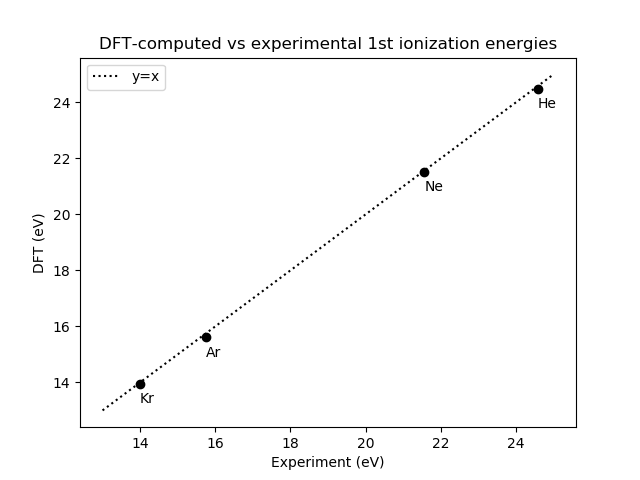 DFT-computed vs experimental 1st ionization energies
y=x
24
22
20
18
16
14
DFT (eV)
He
Ne
Ar
Kr
14
16
18
20
22
24
Experiment (eV)